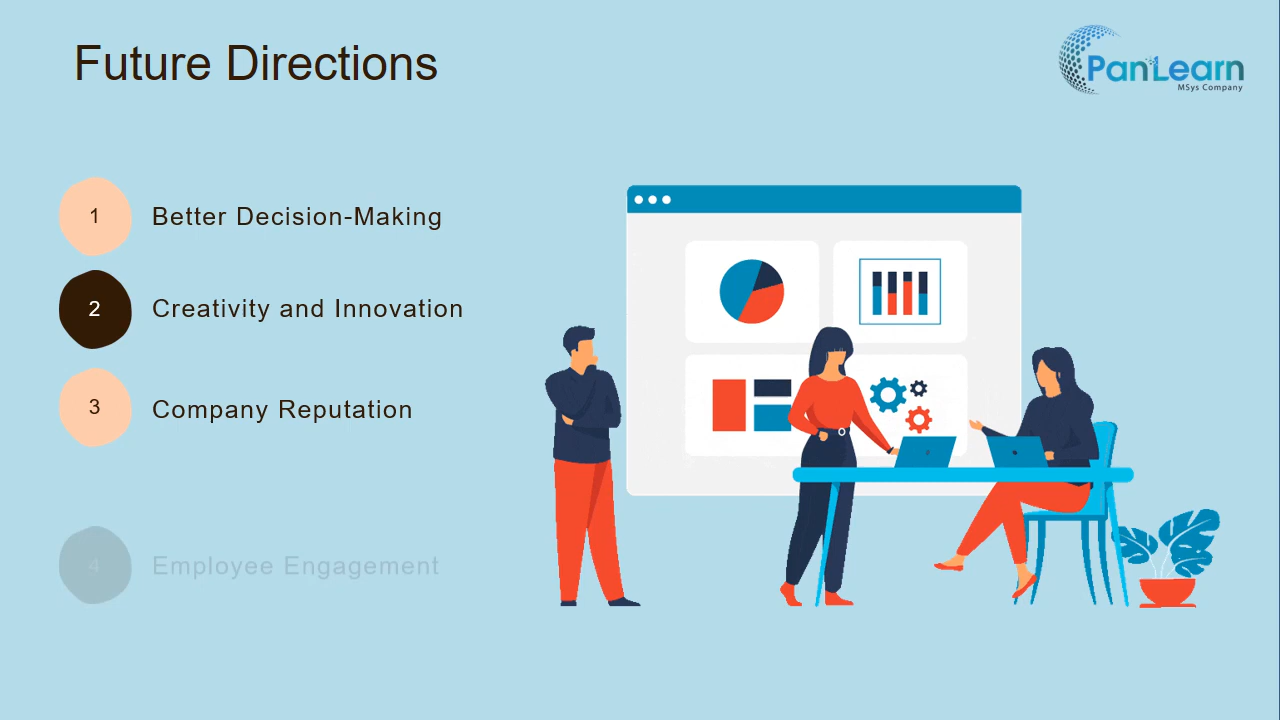 Future Directions
PanLearn
MSys Company
1 Better Decision-Making
2 Creativity and Innovation
3 Company Reputation
4 Employee Engagement